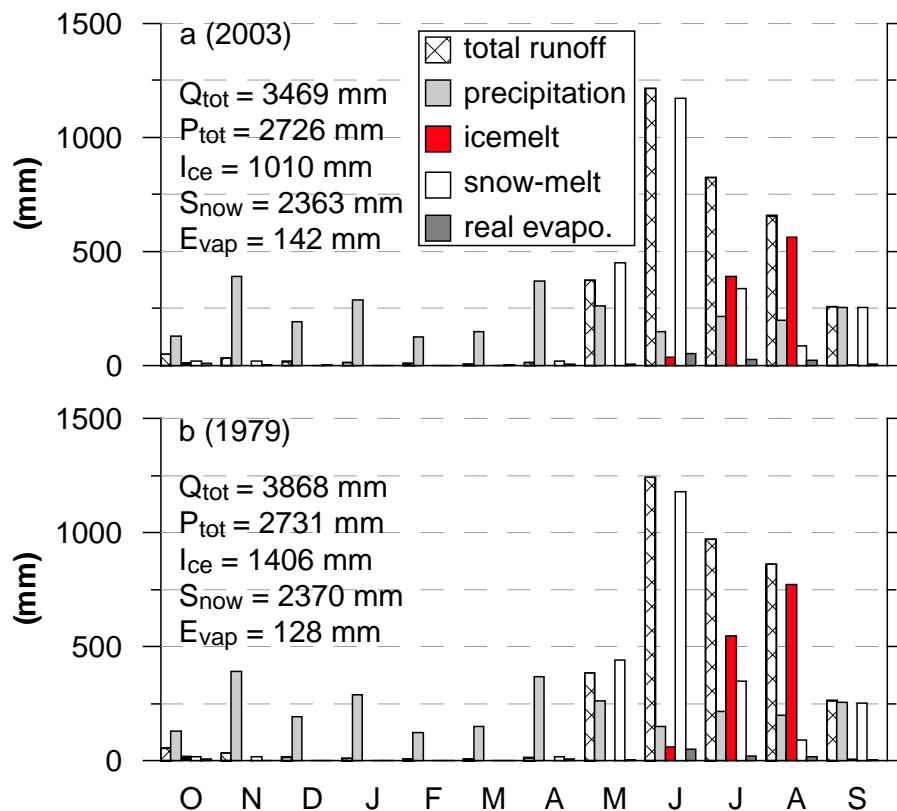 1500
a (2003)
total runoff
Qtot = 3469 mm
precipitation
Ptot = 2726 mm
1000
icemelt
Ice = 1010 mm
snow-melt
Snow = 2363 mm
Evap = 142 mm
real evapo.
(mm)
500
0
1500
b (1979)
Qtot = 3868 mm
Ptot = 2731 mm
1000
Ice = 1406 mm
Snow = 2370 mm
Evap = 128 mm
(mm)
500
0
O N D J F M A M J J A S